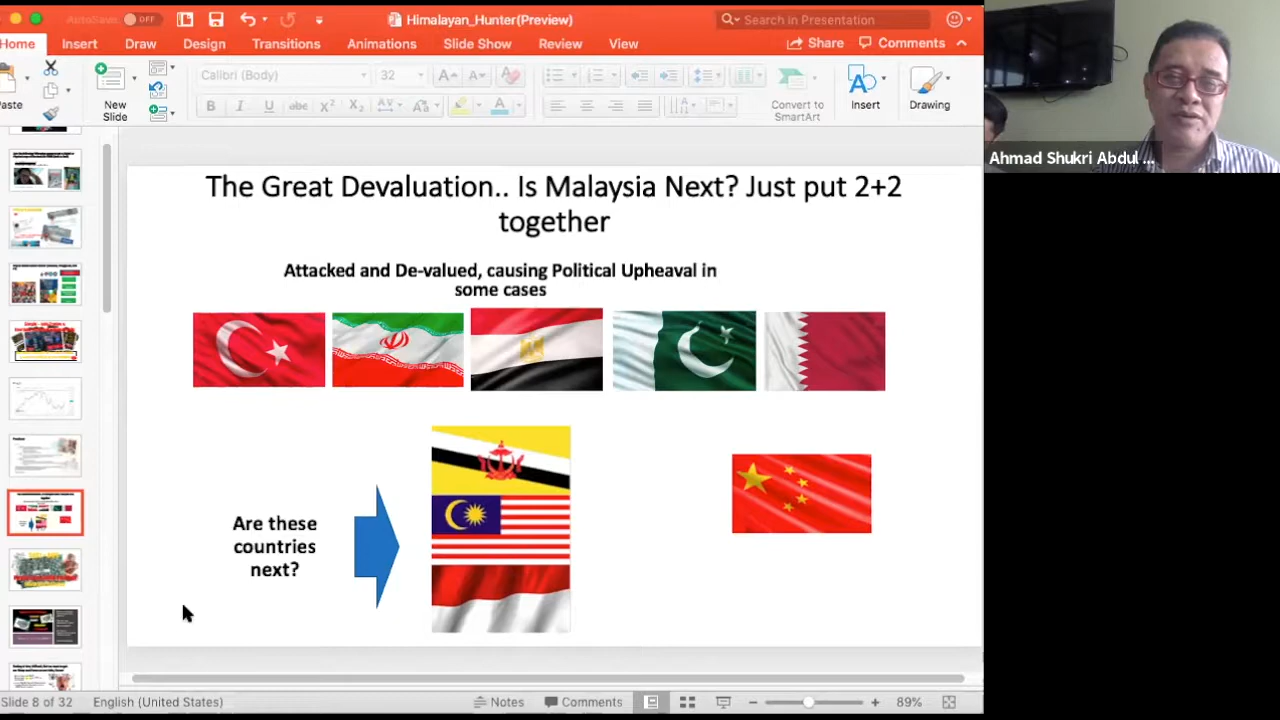 AutoSave OFF
Himalayan_Hunter(Preview)
Search in Presentation
Home Insert Draw Design Transitions Animations Slide Show Review View
Share Comments
Calibri (Body) 32
New
Slide
Convert to
SmartArt
Insert
Drawing
The Great Devaluation.. Is Malaysia Next? Just put 2+2
together
Attacked and De-valued, causing Political Upheaval in
some cases
Are these
countries
next?
Slide 8 of 32 English (United States)
Notes Comments 89%
Ahmad Shukri Abdul ...